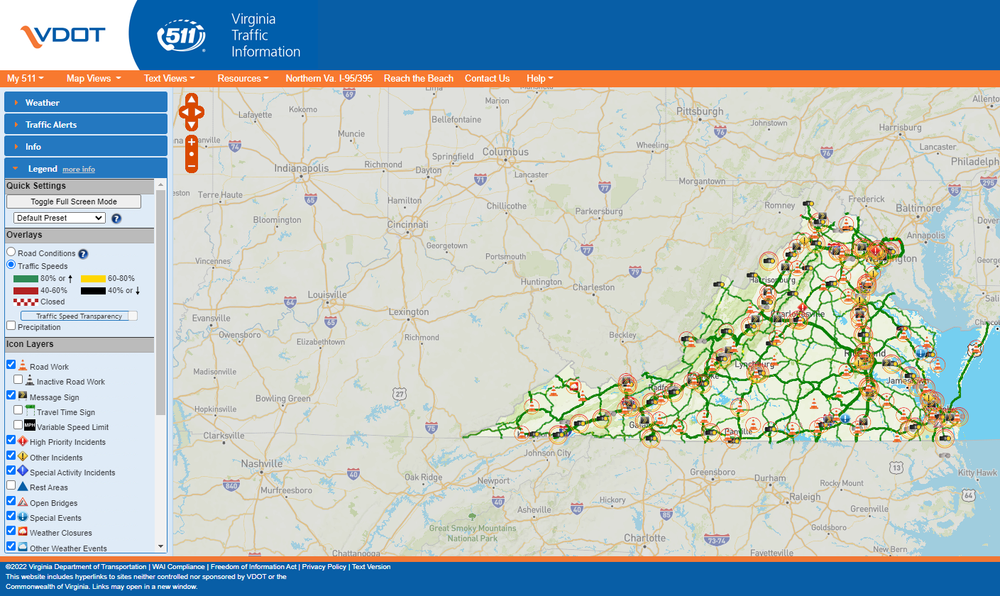 VDOT
511
Virginia
Traffic
Information
My 511
Map Views
Text Views
Resources
Northern Va. I-95/395
Reach the Beach
Contact Us
Help
Weather
Traffic Alerts
Info
Legend more info
Quick Settings
Toggle Full Screen Mode
Default Preset
?
Overlays
Road Conditions ?
Traffic Speeds
80% or
60-80%
40-60%
40% or
Closed
Traffic Speed Transparency
Precipitation
Icon Layers
Road Work
Inactive Road Work
Message Sign
Travel Time Sign
MPH Variable Speed Limit
High Priority Incidents
Other Incidents
Special Activity Incidents
Rest Areas
Open Bridges
Special Events
Weather Closures
Other Weather Events
69
Lima
Marion
Mansfield
Kokomo
Lafayette
Bellefontaine
Pittsburgh
Johnstown
Allento
Muncie
76
Harrisburg
74
Wheeling
Lancaster
Springfield
Columbus
76
Philadelph
Indianapolis
Richmond
Dayton
Lancaster
71
Morgantown
77
295
95
Terre Haute
65
Hamilton
Chillicothe
Parkersburg
Romney
Frederick
Baltimore
Dover
Bloomington
Cincinnati
Annapolis
Georgetown
Portsmouth
77
Vincennes
79
Huntington
Charleston
Harrisonburg
Louisville
64
Lexington
Charlottesville
Evansville
65
Owensboro
Elizabethtown
Richmond
Beckley
Lynchburg
Madisonville
Jamestown
27
Bowling Green
Hopkinsville
75
Clarksville
Danville
Johnson City
Nashville
40
Oak Ridge
Newport
Greensboro
Durham
13
Kitty Hawk
840
Murfreesboro
Rocky Mount
Raleigh
64
40
Hickory
Asheville
40
85
Greenville
Great Smoky Mountains
National Park
Charlotte
73-74
Goldsboro
New Bern
Chattanooga
Fayetteville
©2022 Virginia Department of Transportation | WAI Compliance | Freedom of Information Act | Privacy Policy | Text Version
This website includes hyperlinks to sites neither controlled nor sponsored by VDOT or the
Commonwealth of Virginia. Links may open in a new window.